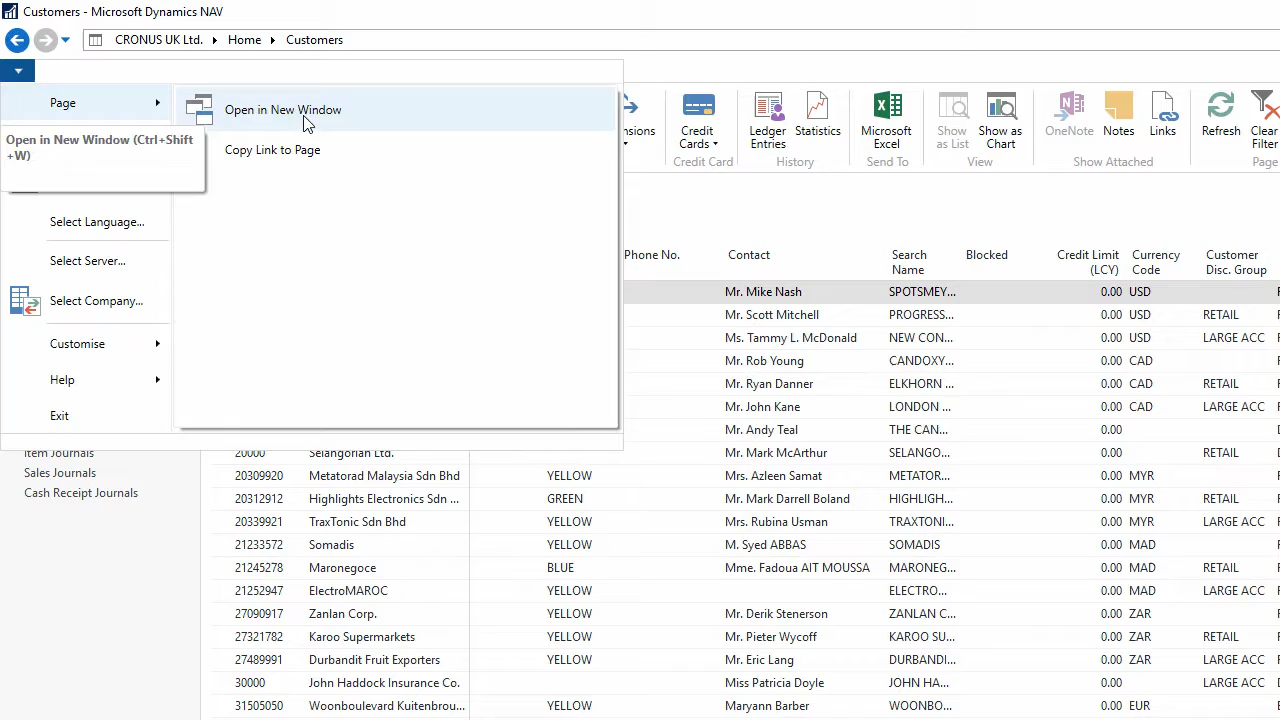 Customers - Microsoft Dynamics NAV
CRONUS UK Ltd. Home Customers
Page
Open in New Window
Copy Link to Page
Open in New Window (Ctrl+Shift
+W)
Select Language...
Select Server...
Select Company...
Customise
Help
Exit
Credit
Cards
Credit Card
Ledger
Entries
Statistics
History
Microsoft
Excel
Send To
Show
as List
Show as
Chart
View
OneNote
Notes
Links
Show Attached
Refresh
Clear
Filter
Page
Phone No. Contact Search Name Blocked Credit Limit (LCY) Currency Code Customer Disc. Group
Mr. Mike Nash SPOTSMEY... 0.00 USD
Mr. Scott Mitchell PROGRESS... 0.00 USD RETAIL
Ms. Tammy L. McDonald NEW CON... 0.00 USD LARGE ACC
Mr. Rob Young CANDOXY... 0.00 CAD
Mr. Ryan Danner ELKHORN ... 0.00 CAD RETAIL
Mr. John Kane LONDON ... 0.00 CAD LARGE ACC
Mr. Andy Teal THE CAN... 0.00
Item Journals
20000 Selangorian Ltd. Mr. Mark McArthur SELANGO... 0.00 RETAIL
Sales Journals
20309920 Metatorad Malaysia Sdn Bhd YELLOW Mrs. Azleen Samat METATOR... 0.00 MYR
Cash Receipt Journals
20312912 Highlights Electronics Sdn ... GREEN Mr. Mark Darrell Boland HIGHLIGH... 0.00 MYR RETAIL
20339921 TraxTonic Sdn Bhd YELLOW Mrs. Rubina Usman TRAXTONI... 0.00 MYR LARGE ACC
21233572 Somadis YELLOW M. Syed ABBAS SOMADIS 0.00 MAD
21245278 Maronegoce BLUE Mme. Fadoua AIT MOUSSA MARONEG... 0.00 MAD RETAIL
21252947 ElectroMAROC YELLOW ELECTRO... 0.00 MAD LARGE ACC
27090917 Zanlan Corp. YELLOW Mr. Derik Stenerson ZANLAN C... 0.00 ZAR
27321782 Karoo Supermarkets YELLOW Mr. Pieter Wycoff KAROO SU... 0.00 ZAR RETAIL
27489991 Durbandit Fruit Exporters YELLOW Mr. Eric Lang DURBANDI... 0.00 ZAR LARGE ACC
30000 John Haddock Insurance Co. Miss Patricia Doyle JOHN HA... 0.00 LARGE ACC
31505050 Woonboulevard Kuitenbrou... YELLOW Maryann Barber WOONBO... 0.00 EUR LARGE ACC